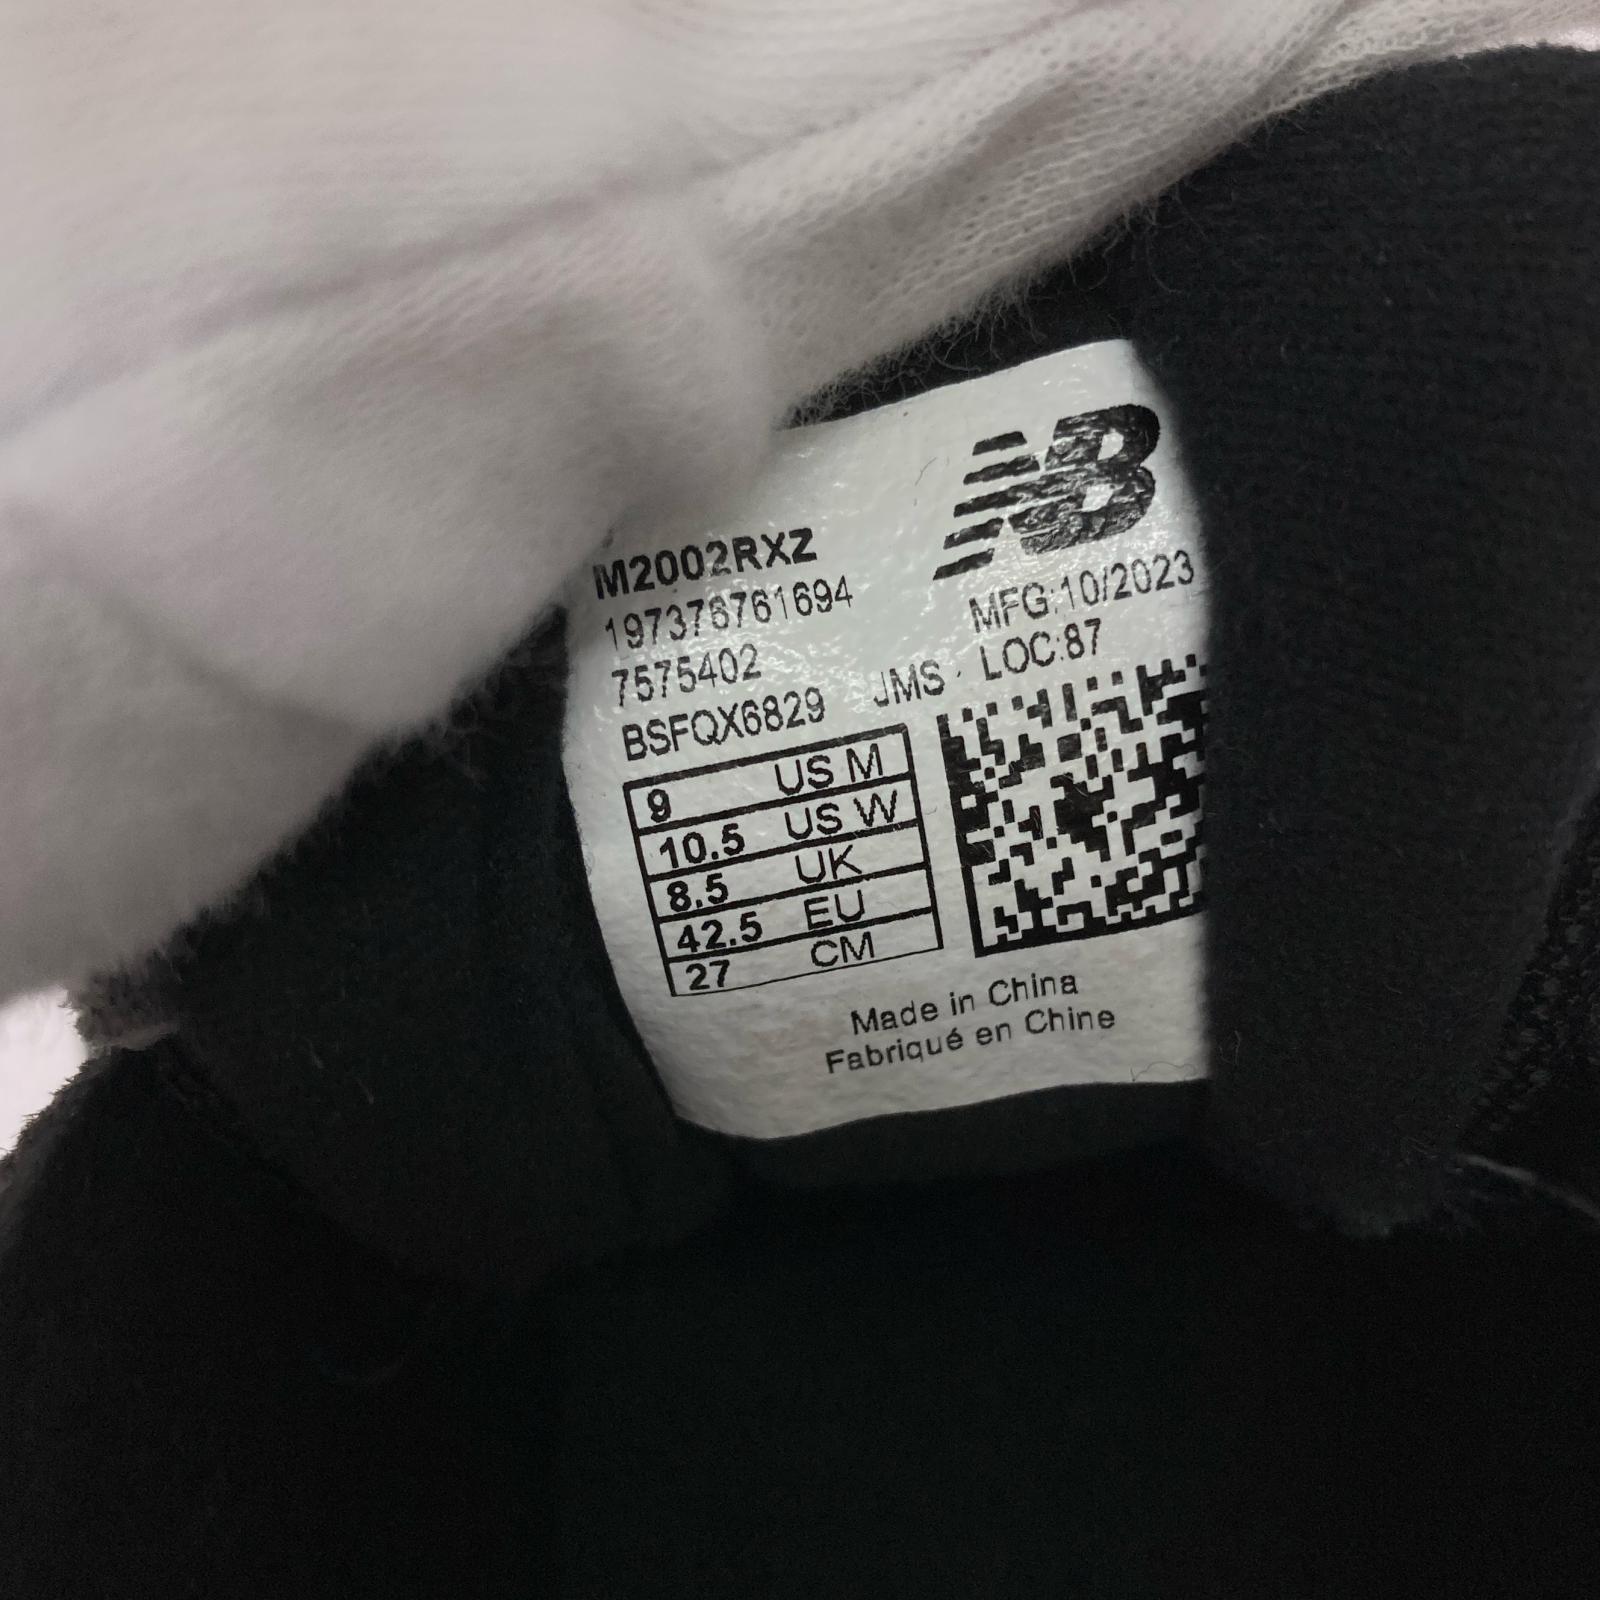 NB
M2002RXZ
197376761694
7575402
BSFQX6829 JMS
MFG:10/2023
LOC:87
9 US M
10.5 US W
8.5 UK
42.5 EU
27 CM
Made in China
Fabriqué en Chine